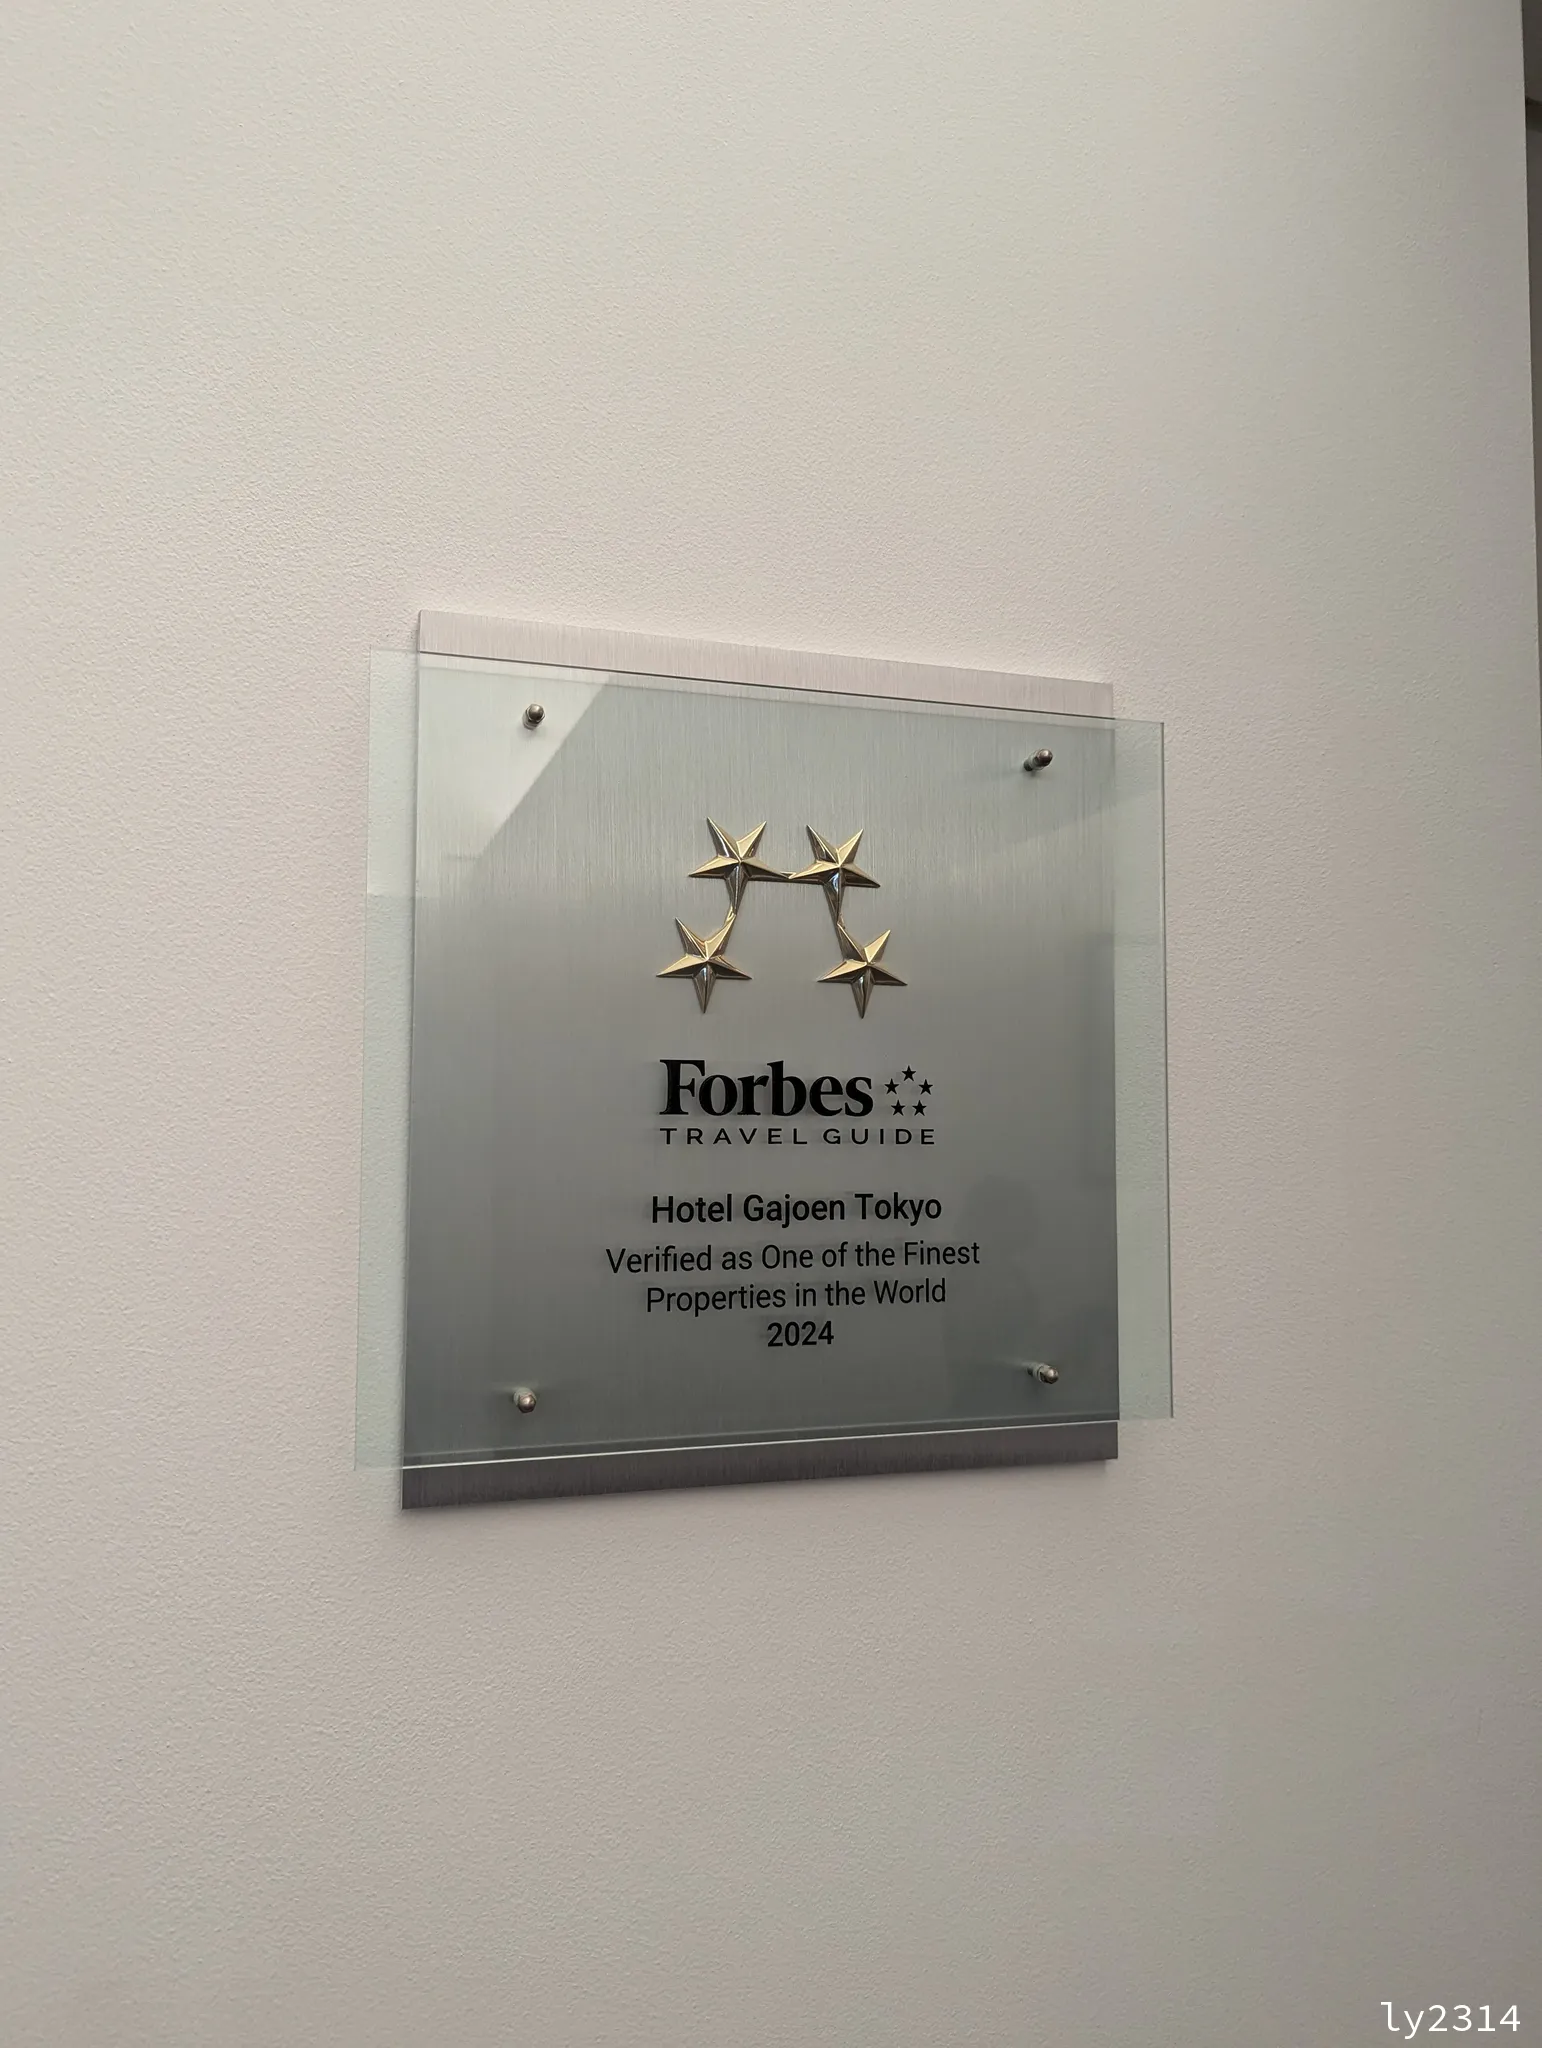 Forbes
TRAVEL GUIDE
Hotel Gajoen Tokyo
Verified as One of the Finest
Properties in the World
2024
ly2314